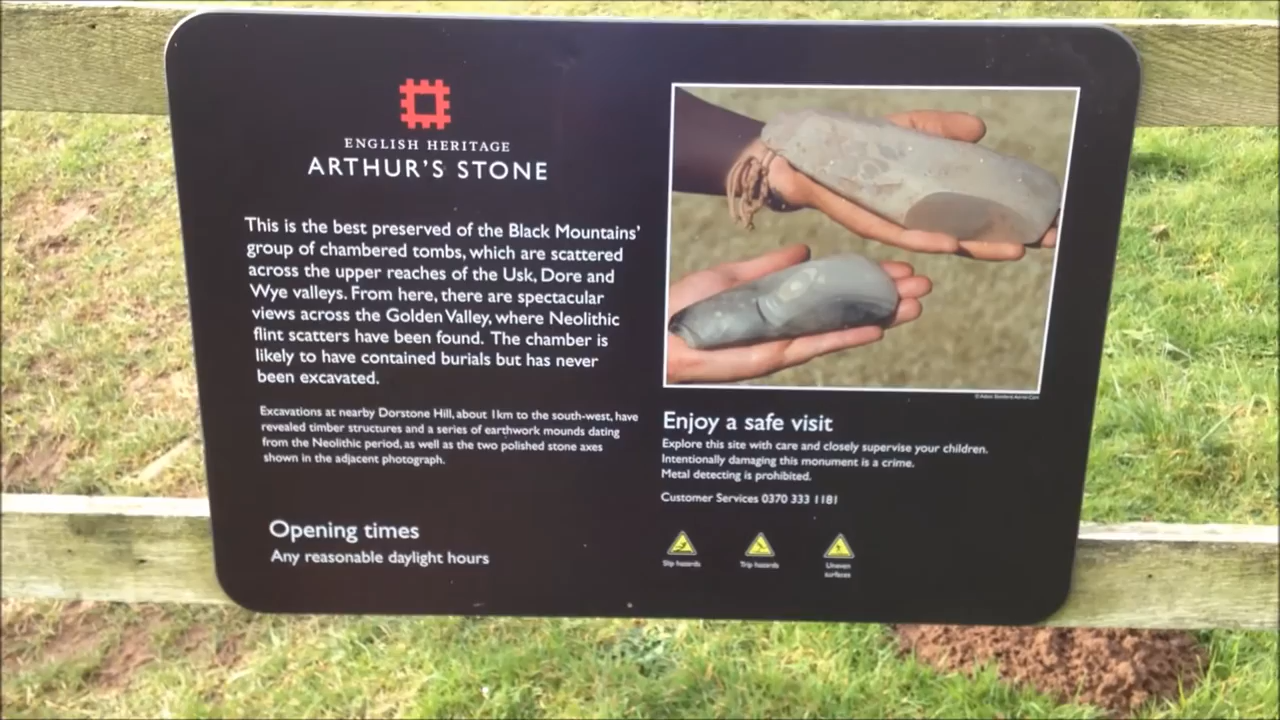 ENGLISH HERITAGE
ARTHUR'S STONE
This is the best preserved of the Black Mountains'
group of chambered tombs, which are scattered
across the upper reaches of the Usk, Dore and
Wye valleys. From here, there are spectacular
views across the Golden Valley, where Neolithic
flint scatters have been found. The chamber is
likely to have contained burials but has never
been excavated.
Excavations at nearby Dorstone Hill, about 1km to the south-west, have
revealed timber structures and a series of earthwork mounds dating
from the Neolithic period, as well as the two polished stone axes
shown in the adjacent photograph.
Opening times
Any reasonable daylight hours
Enjoy a safe visit
Explore this site with care and closely supervise your children.
Intentionally damaging this monument is a crime.
Metal detecting is prohibited.
Customer Services 0370 333 1181
Slip hazards
Trip hazards
Uneven
surfaces